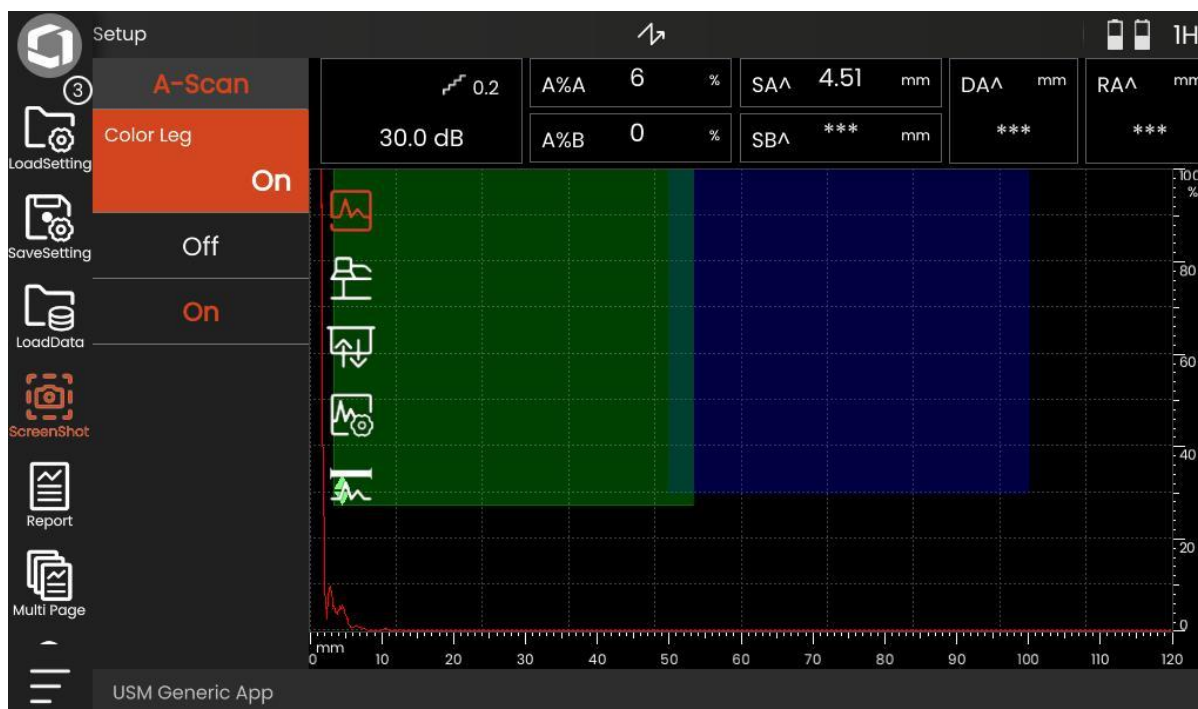 Setup
1H
3
LoadSetting
SaveSetting
LoadData
ScreenShot
Report
Multi Page
A-Scan
Color Leg
On
Off
On
0.2
30.0 dB
A%A 6 %
A%B 0 %
SA^ 4.51 mm
SB^ *** mm
DA^ mm
***
RA^ mm
***
100
%
80
60
40
20
0
mm
0 10 20 30 40 50 60 70 80 90 100 110 120
USM Generic App